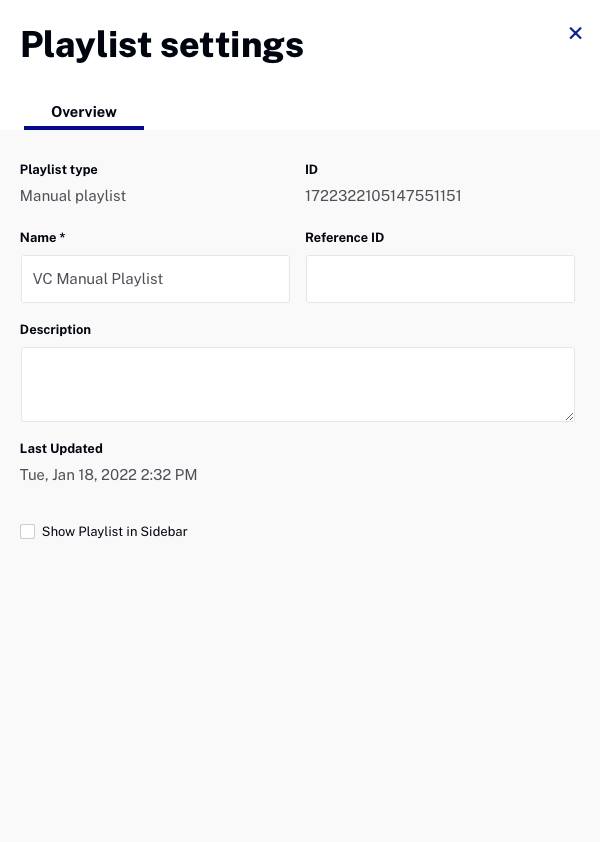 Playlist settings
Overview
Playlist type
ID
Manual playlist
1722322105147551151
Name *
Reference ID
VC Manual Playlist
Description
Last Updated
Tue, Jan 18, 2022 2:32 PM
Show Playlist in Sidebar